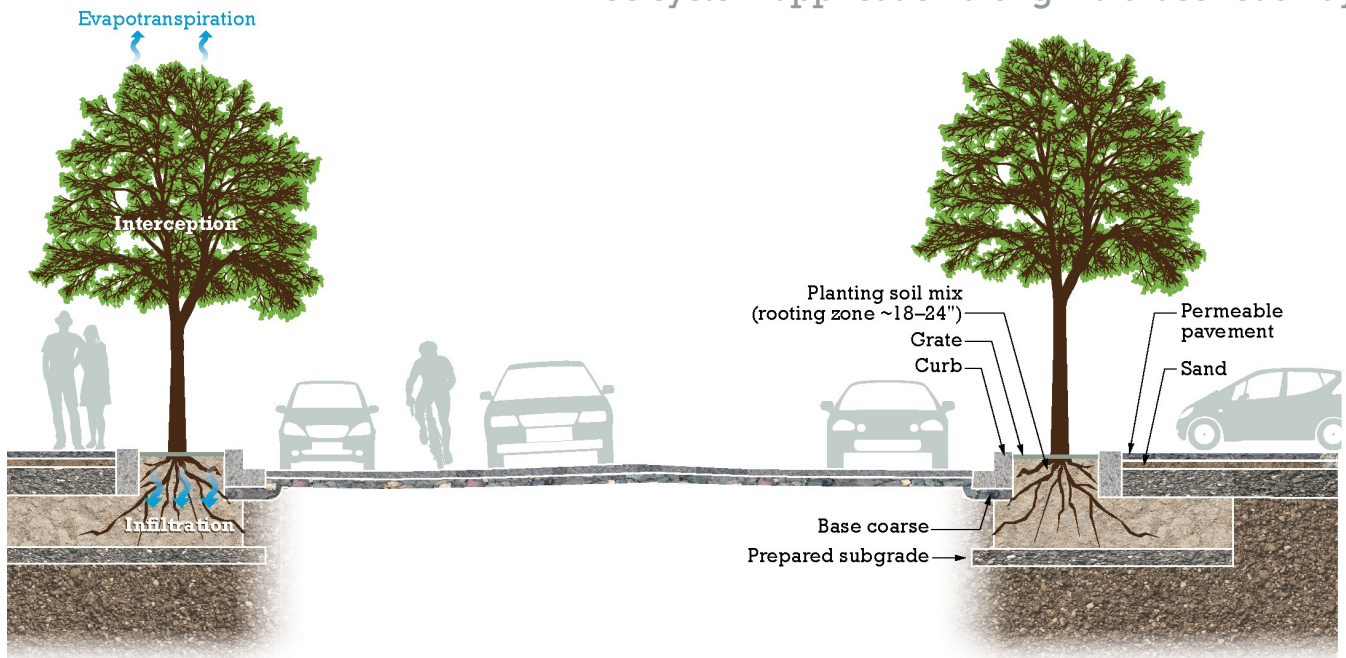 Evapotranspiration
Interception
Infiltration
Planting soil mix
(rooting zone ~18–24")
Grate
Curb
Permeable
pavement
Sand
Base coarse
Prepared subgrade